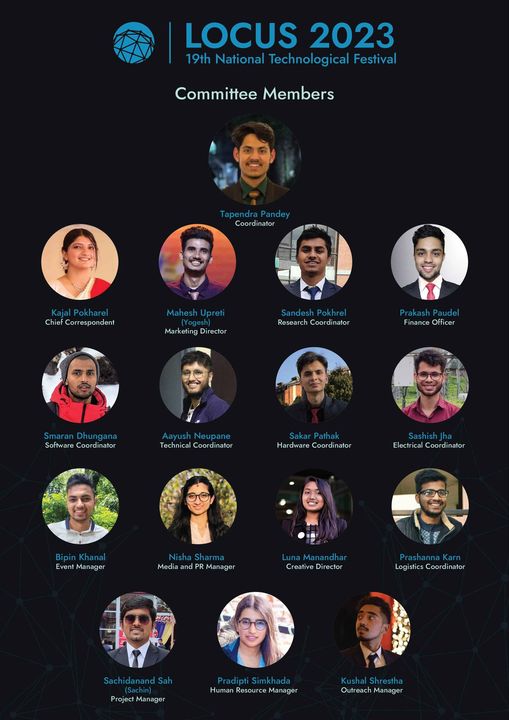 LOCUS 2023
19th National Technological Festival
Committee Members
Tapendra Pandey
Coordinator
Kajal Pokharel
Chief Correspondent
Mahesh Upreti
(Yogesh)
Marketing Director
Sandesh Pokhrel
Research Coordinator
Prakash Paudel
Finance Officer
Smaran Dhungana
Software Coordinator
Aayush Neupane
Technical Coordinator
Sakar Pathak
Hardware Coordinator
Sashish Jha
Electrical Coordinator
Bipin Khanal
Event Manager
Nisha Sharma
Media and PR Manager
Luna Manandhar
Creative Director
Prashanna Karn
Logistics Coordinator
Sachidanand Sah
(Sachin)
Project Manager
Pradipti Simkhada
Human Resource Manager
Kushal Shrestha
Outreach Manager